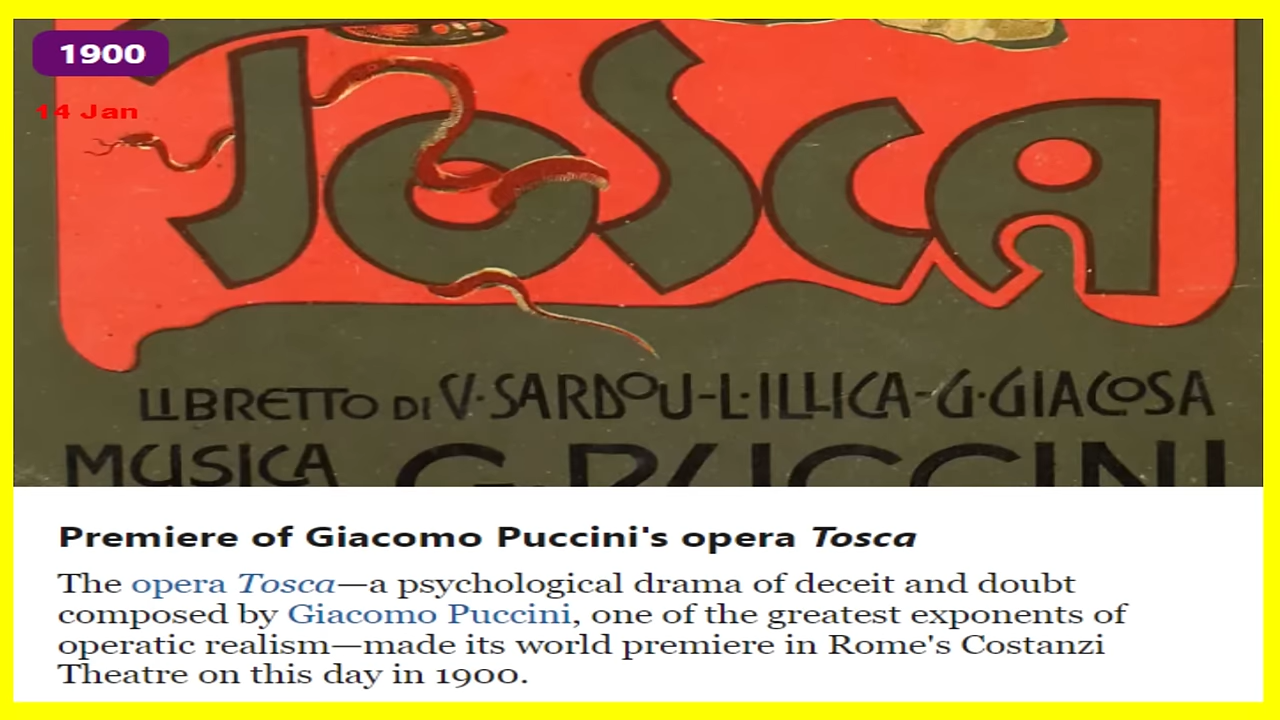 1900
14 Jan
TOSCA
LIBRETTO DI V·SARDOU-L·ILLICA-G·GIACOSA
MUSICA G·PUCCINI
Premiere of Giacomo Puccini's opera Tosca
The opera Tosca—a psychological drama of deceit and doubt
composed by Giacomo Puccini, one of the greatest exponents of
operatic realism—made its world premiere in Rome's Costanzi
Theatre on this day in 1900.